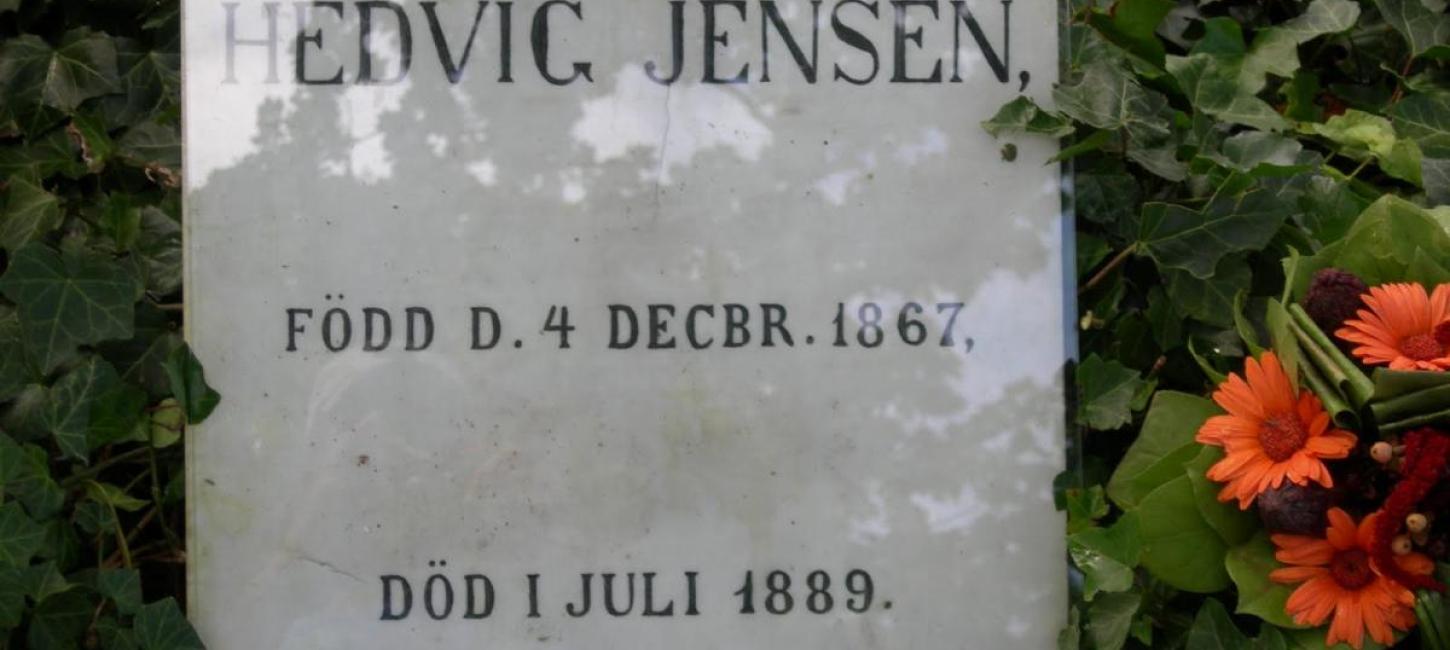 HEDVIG JENSEN,
FÖDD D. 4 DECBR. 1867,
DÖD I JULI 1889.